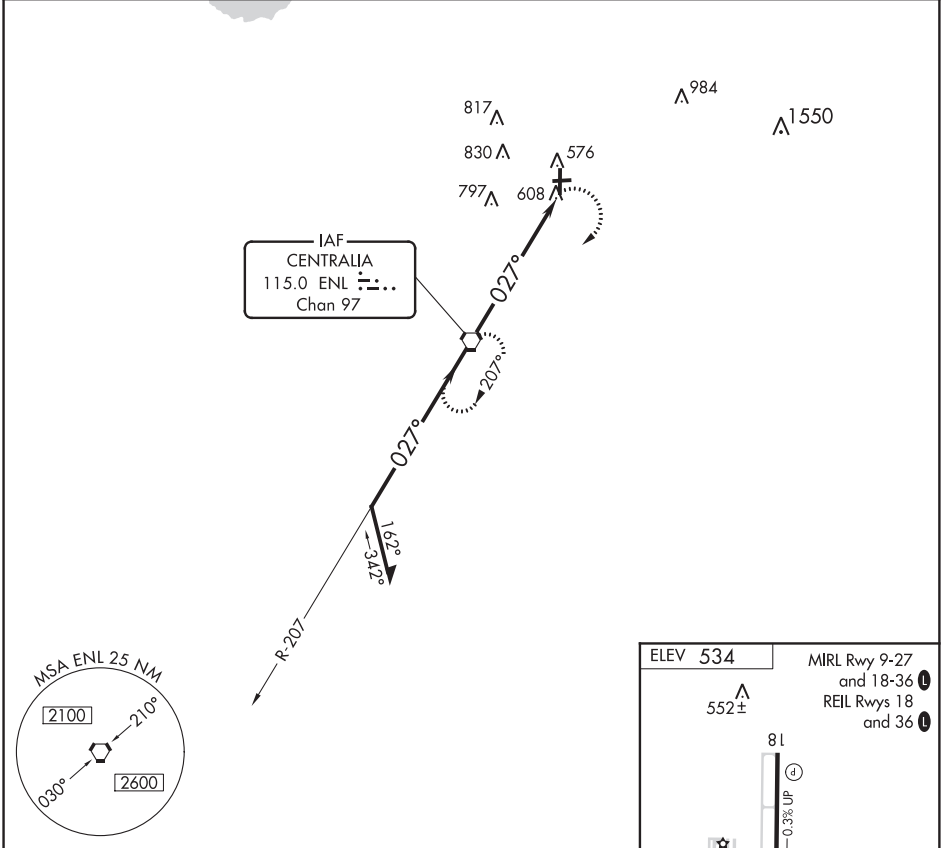 984
817
1550
830
576
797
608
IAF
CENTRALIA
115.0 ENL
Chan 97
027°
207°
027°
162°
342°
R-207
MSA ENL 25 NM
2100
210°
030°
2600
ELEV 534
MIRL Rwy 9-27
and 18-36 L
REIL Rwys 18
and 36 L
552±
18
P
0.3% UP